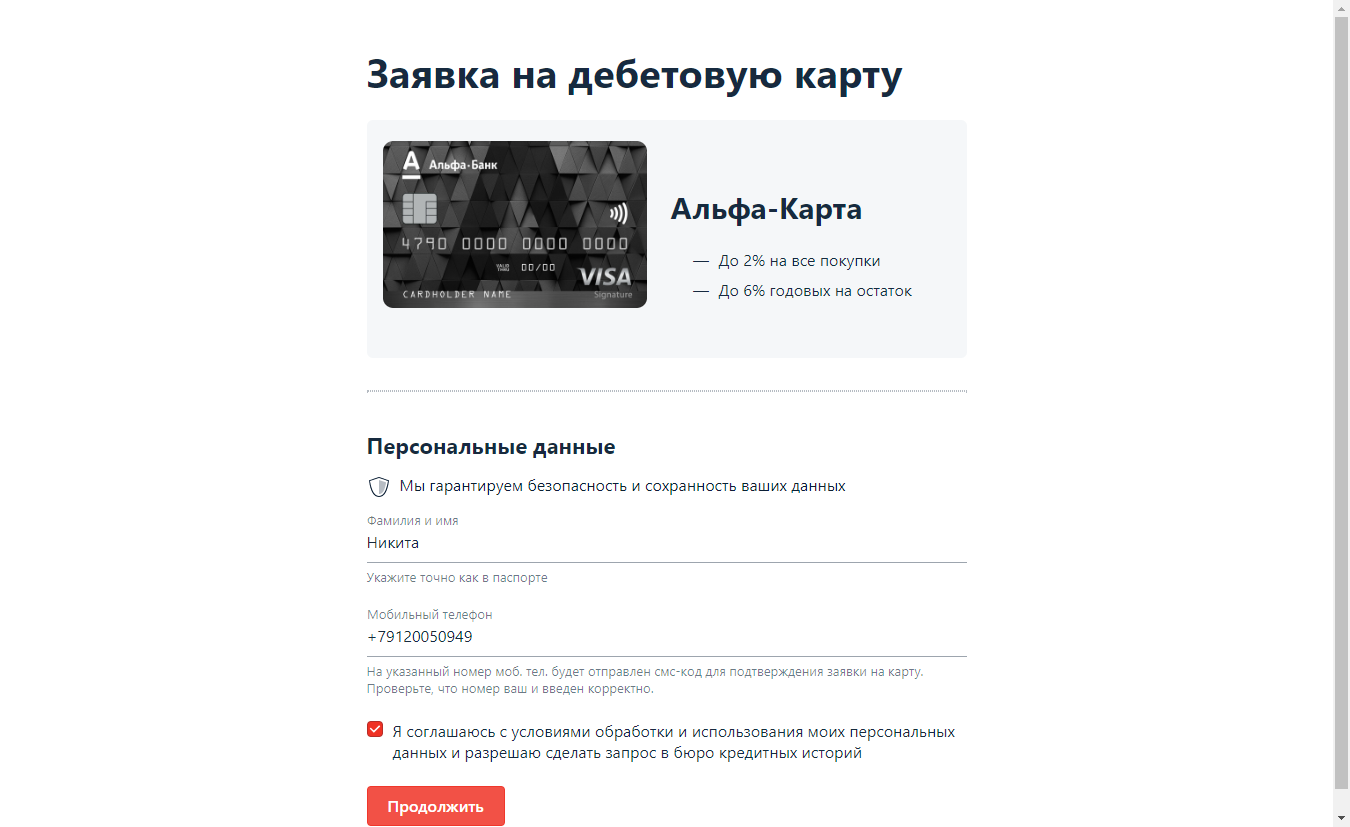 Заявка на дебетовую карту
Альфа·Банк
4790 0000 0000 0000
VALID THRU 00/00
VISA
CARDHOLDER NAME
Signature
Альфа-Карта
— До 2% на все покупки
— До 6% годовых на остаток
Персональные данные
Мы гарантируем безопасность и сохранность ваших данных
Фамилия и имя
Никита
Укажите точно как в паспорте
Мобильный телефон
+79120050949
На указанный номер моб. тел. будет отправлен смс-код для подтверждения заявки на карту.
Проверьте, что номер ваш и введен корректно.
Я соглашаюсь с условиями обработки и использования моих персональных
данных и разрешаю сделать запрос в бюро кредитных историй
Продолжить